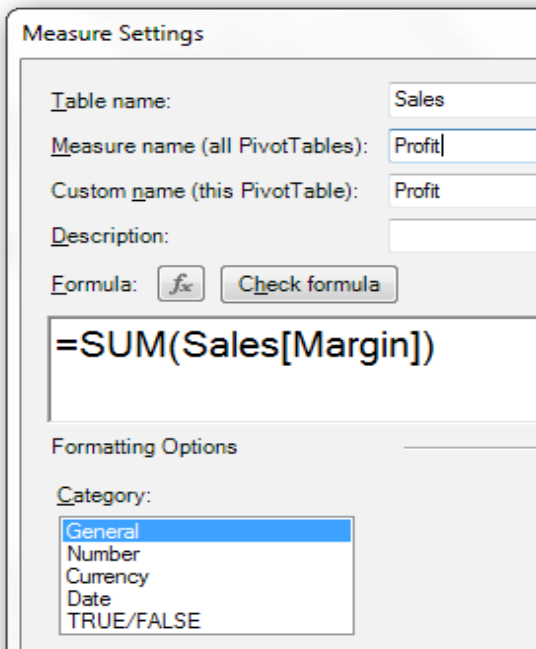 Measure Settings
Table name: Sales
Measure name (all PivotTables): Profit
Custom name (this PivotTable): Profit
Description:
Formula: fx Check formula
=SUM(Sales[Margin])
Formatting Options
Category:
General
Number
Currency
Date
TRUE/FALSE